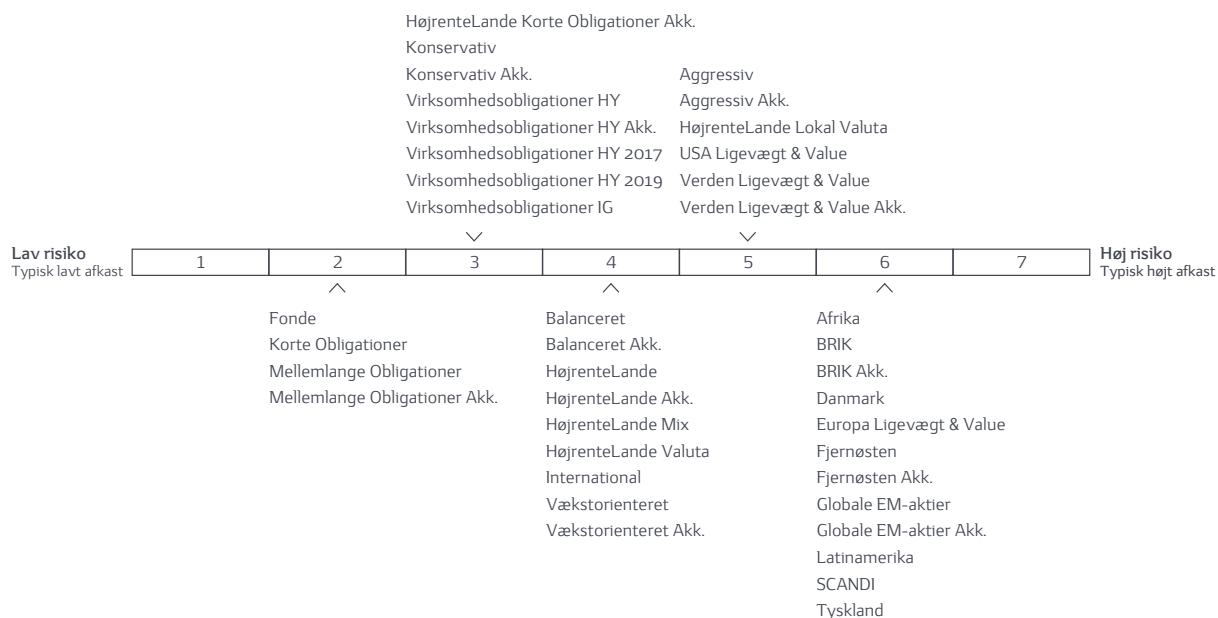 HøjrenteLande Korte Obligationer Akk.
Konservativ
Konservativ Akk.
Virksomhedsobligationer HY
Virksomhedsobligationer HY Akk.
Virksomhedsobligationer HY 2017
Virksomhedsobligationer HY 2019
Virksomhedsobligationer IG
Aggressiv
Aggressiv Akk.
HøjrenteLande Lokal Valuta
USA Ligevægt & Value
Verden Ligevægt & Value
Verden Ligevægt & Value Akk.
Lav risiko
Typisk lavt afkast
1 2 3 4 5 6 7
Høj risiko
Typisk højt afkast
Fonde
Korte Obligationer
Mellemlange Obligationer
Mellemlange Obligationer Akk.
Balanceret
Balanceret Akk.
HøjrenteLande
HøjrenteLande Akk.
HøjrenteLande Mix
HøjrenteLande Valuta
International
Vækstorienteret
Vækstorienteret Akk.
Afrika
BRIK
BRIK Akk.
Danmark
Europa Ligevægt & Value
Fjernøsten
Fjernøsten Akk.
Globale EM-aktier
Globale EM-aktier Akk.
Latinamerika
SCANDI
Tyskland